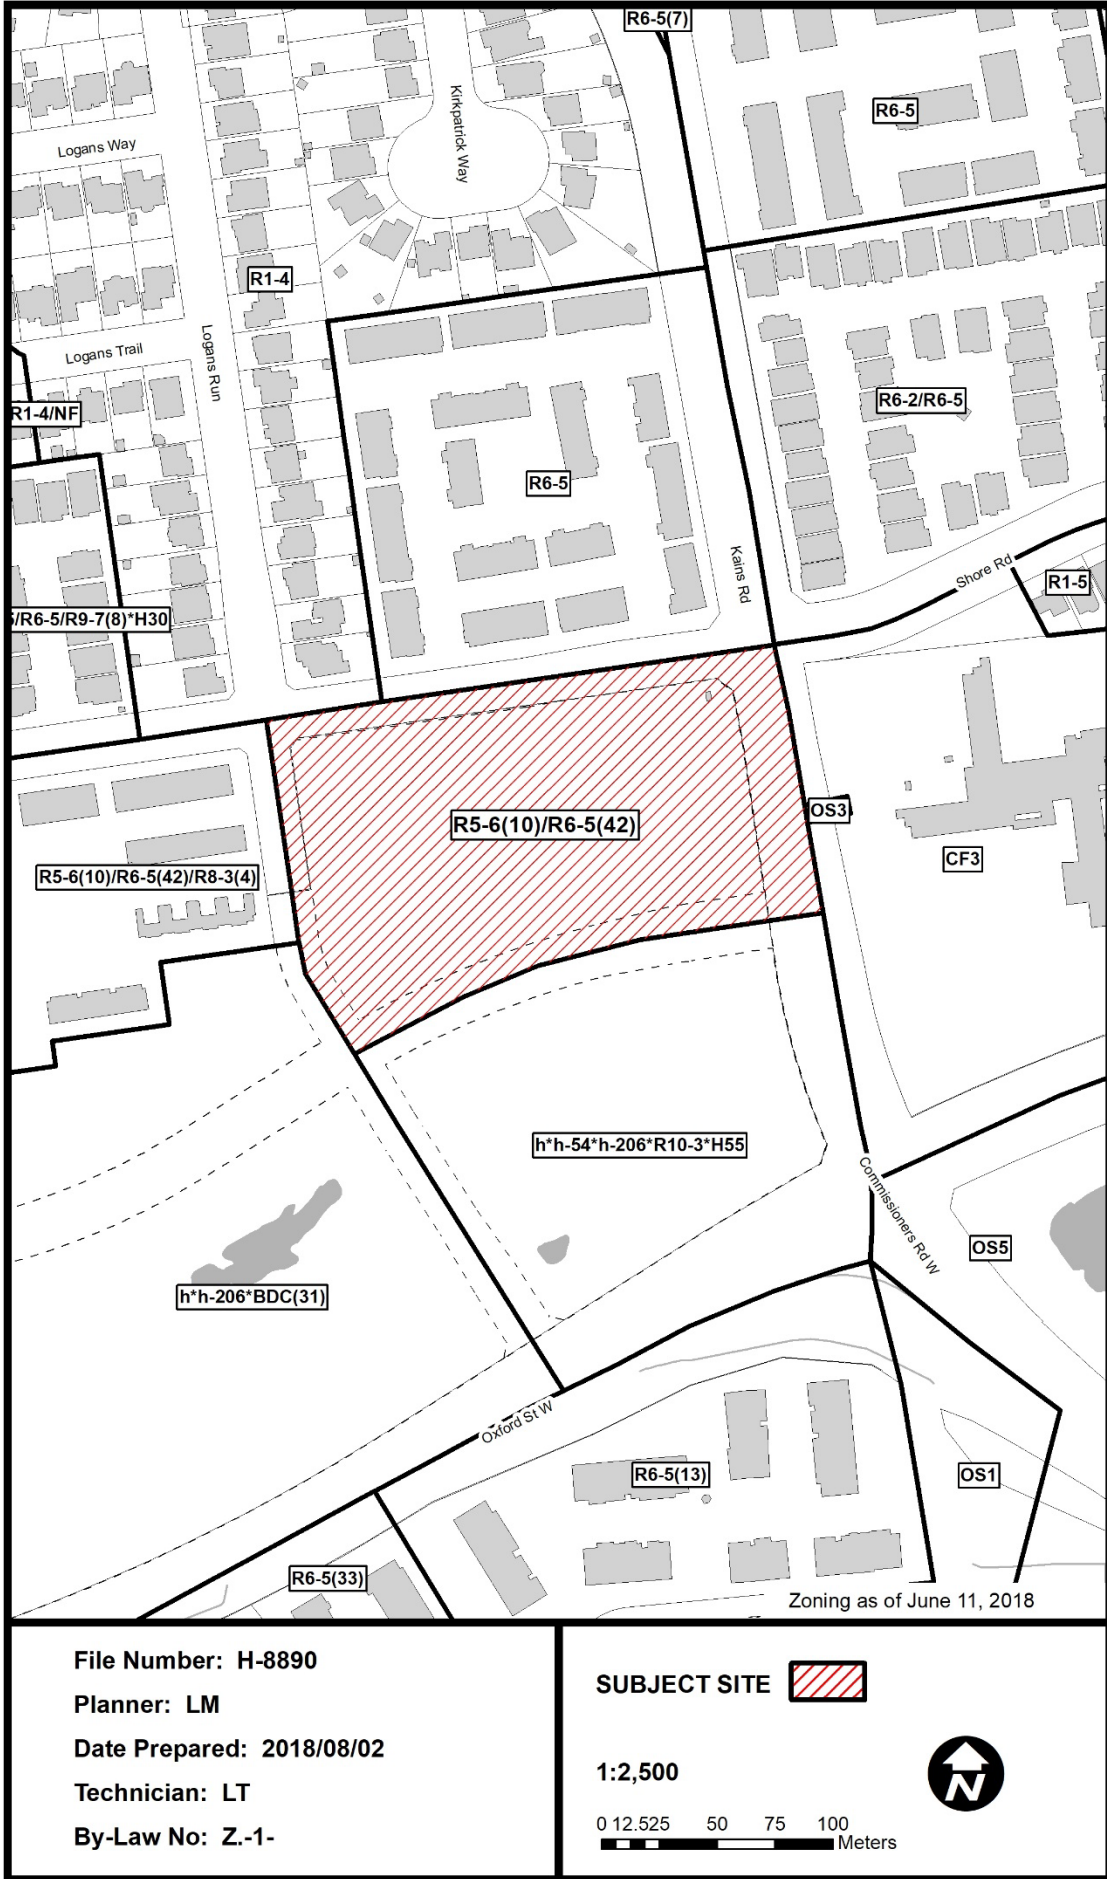 R6-5(7)
R6-5
Kirkpatrick Way
Logans Way
R1-4
Logans Trail
Logans Run
R1-4/NF
R6-2/R6-5
R6-5
Kains Rd
Shore Rd
R1-5
/R6-5/R9-7(8)*H30
OS3
R5-6(10)/R6-5(42)
CF3
R5-6(10)/R6-5(42)/R8-3(4)
h*h-54*h-206*R10-3*H55
Commissioners Rd W
OS5
h*h-206*BDC(31)
Oxford St W
R6-5(13)
OS1
R6-5(33)
Zoning as of June 11, 2018
File Number: H-8890
Planner: LM
Date Prepared: 2018/08/02
Technician: LT
By-Law No: Z.-1-
SUBJECT SITE
1:2,500
N
0 12.525 50 75 100
Meters